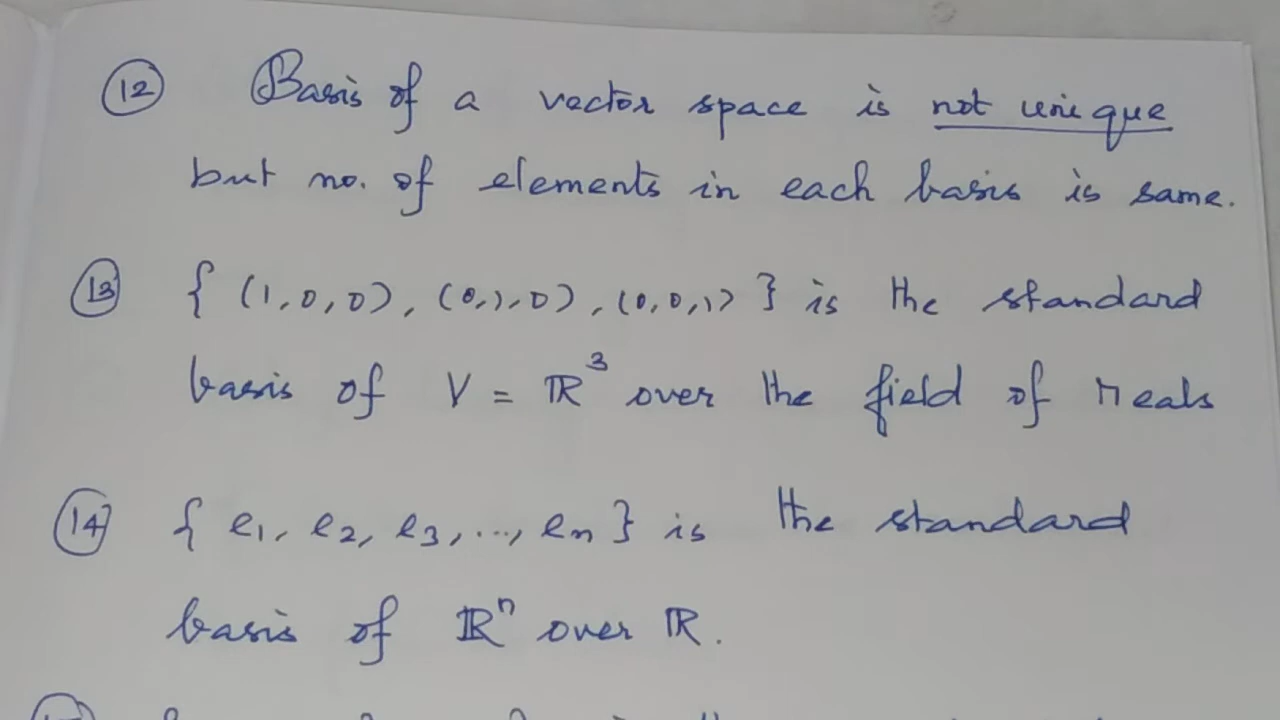 (12) Basis of a vector space is not unique
but no. of elements in each basis is same.
(13) { (1,0,0), (0,1,0), (0,0,1) } is the standard
basis of V = ℝ³ over the field of reals
(14) { e₁, e₂, e₃, ..., eₙ } is the standard
basis of ℝⁿ over ℝ.